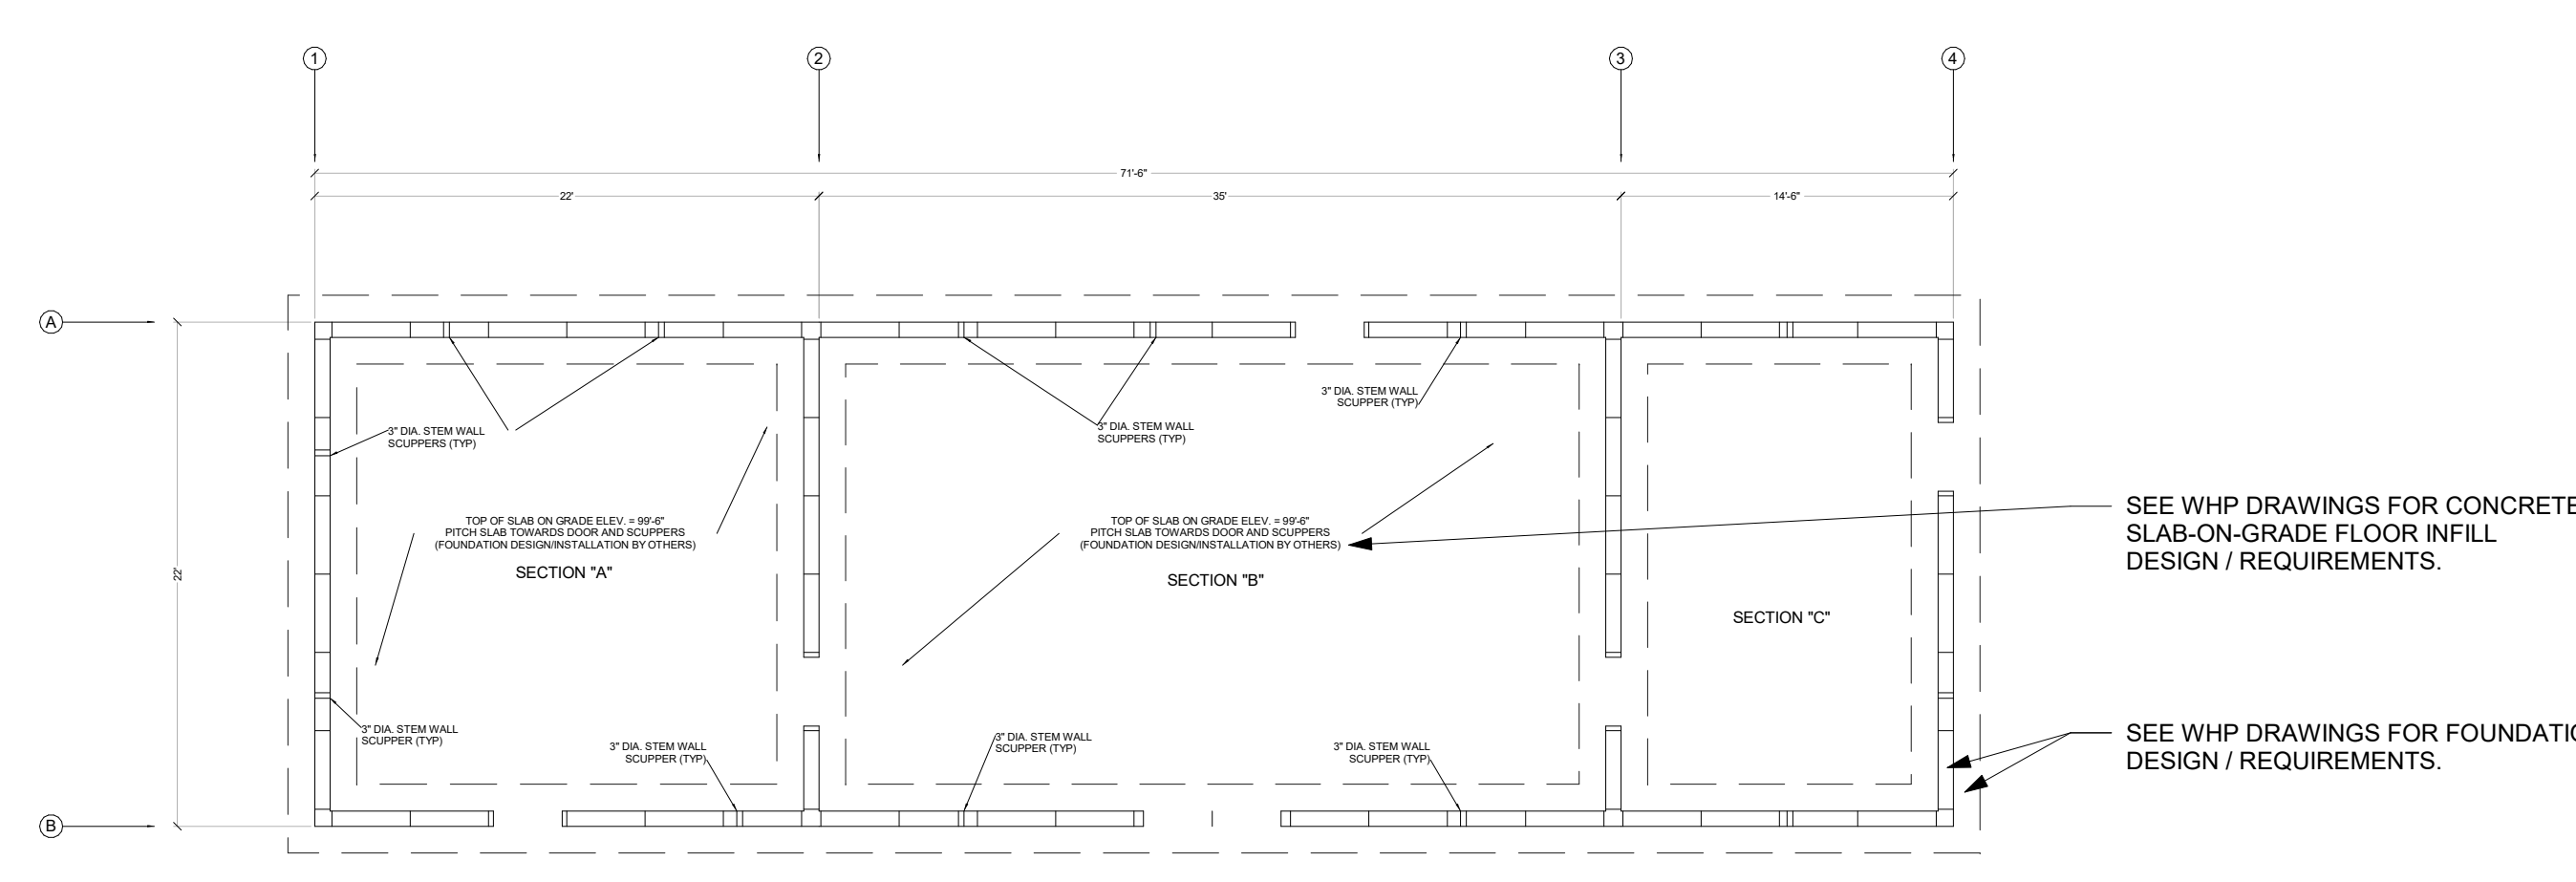 1
2
3
4
71'-6"
22'
35'
14'-6"
A
22'
B
3" DIA. STEM WALL
SCUPPERS (TYP)
3" DIA. STEM WALL
SCUPPERS (TYP)
3" DIA. STEM WALL
SCUPPER (TYP)
TOP OF SLAB ON GRADE ELEV. = 99'-6"
PITCH SLAB TOWARDS DOOR AND SCUPPERS
(FOUNDATION DESIGN/INSTALLATION BY OTHERS)
SECTION "A"
TOP OF SLAB ON GRADE ELEV. = 99'-6"
PITCH SLAB TOWARDS DOOR AND SCUPPERS
(FOUNDATION DESIGN/INSTALLATION BY OTHERS)
SECTION "B"
SECTION "C"
SEE WHP DRAWINGS FOR CONCRETE
SLAB-ON-GRADE FLOOR INFILL
DESIGN / REQUIREMENTS.
3" DIA. STEM WALL
SCUPPER (TYP)
3" DIA. STEM WALL
SCUPPER (TYP)
3" DIA. STEM WALL
SCUPPER (TYP)
3" DIA. STEM WALL
SCUPPER (TYP)
SEE WHP DRAWINGS FOR
DESIGN / REQUIREMENTS.